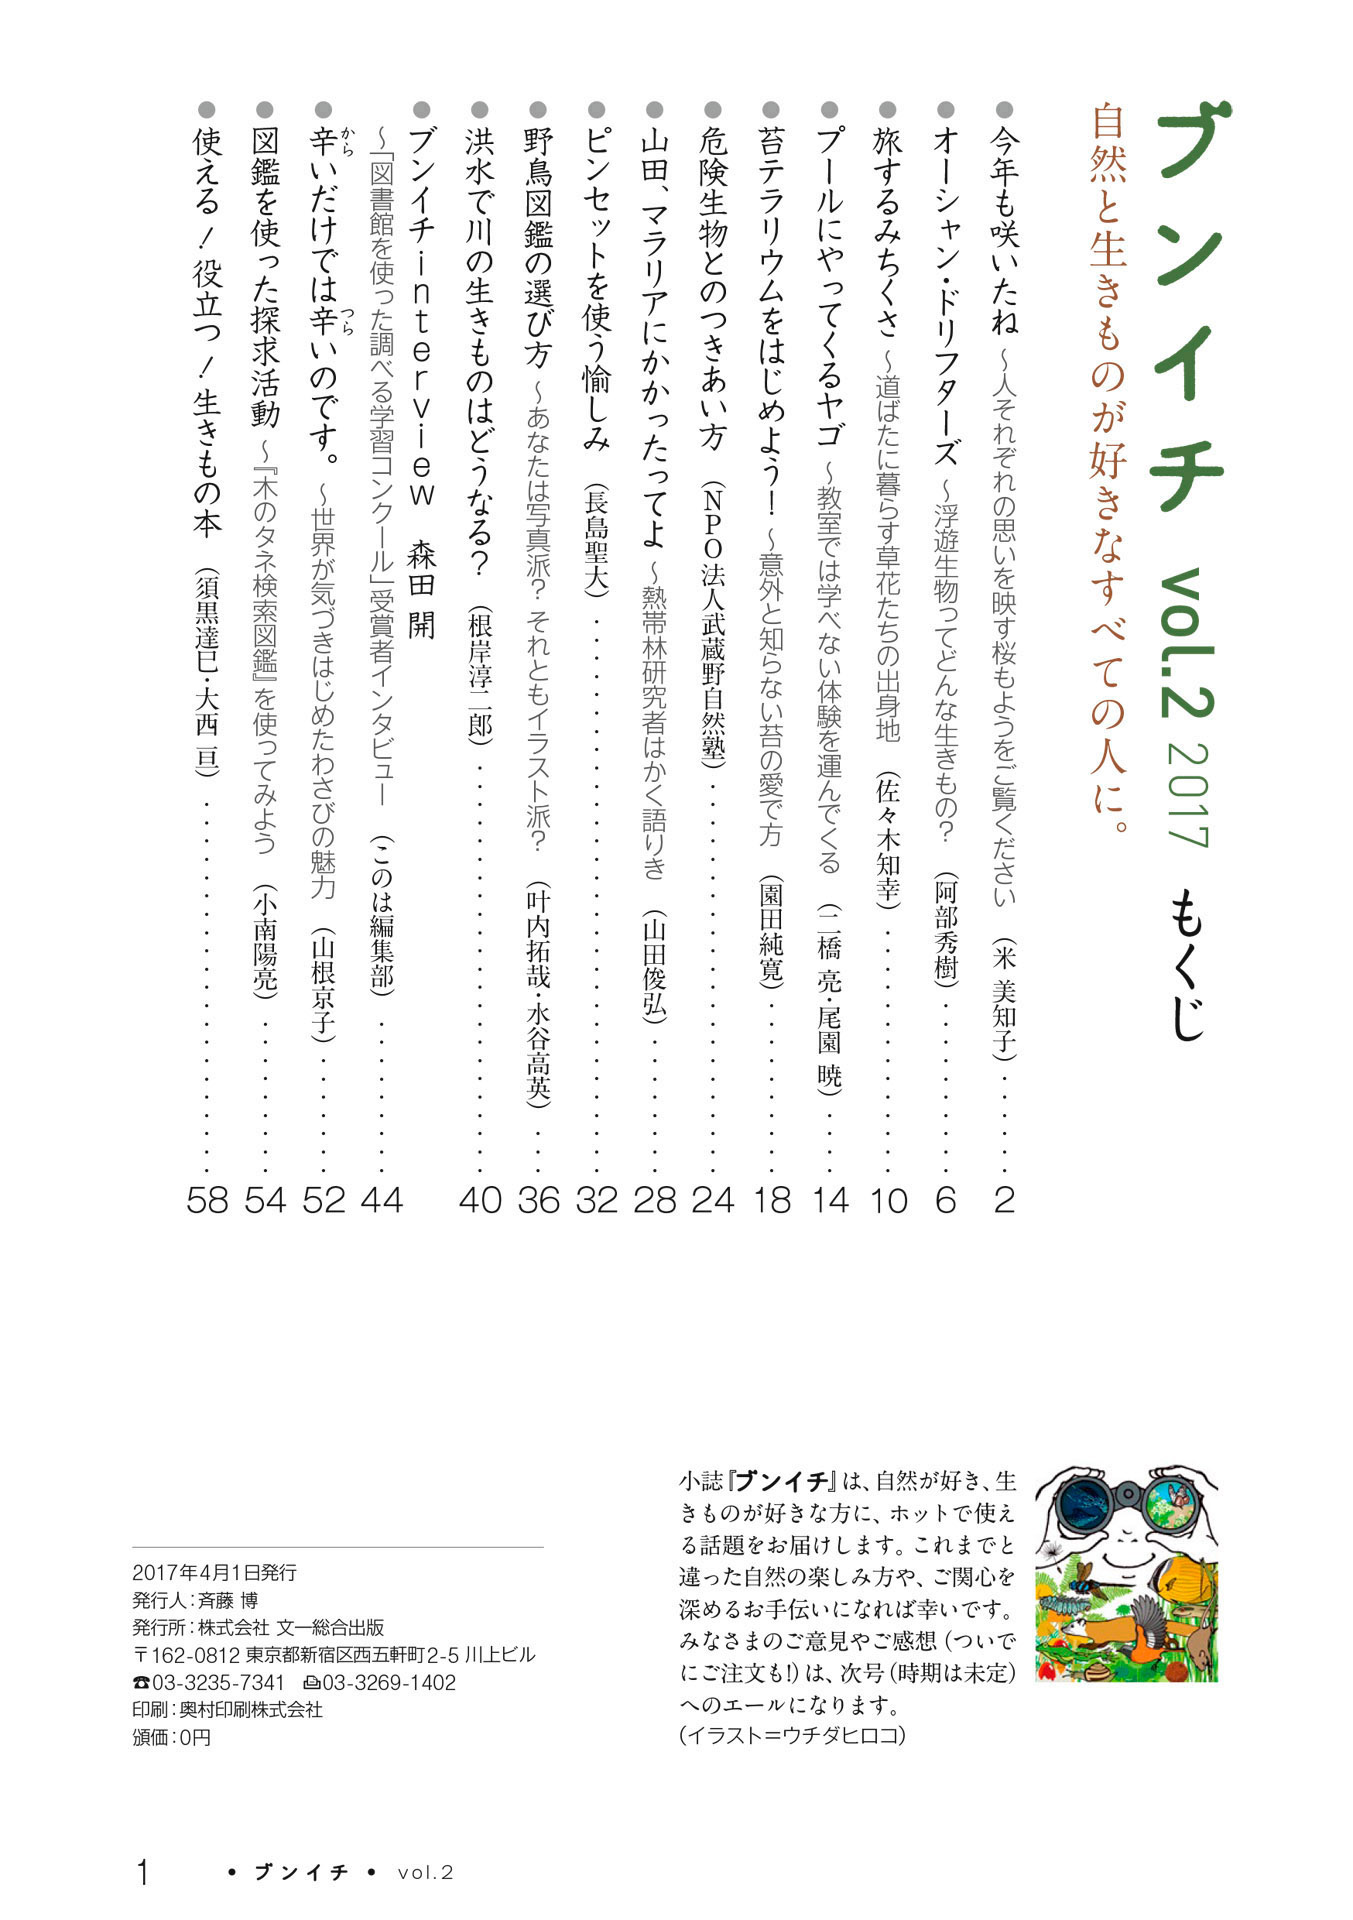 ブンイチ vol.2 2017 もくじ
自然と生きものが好きなすべての人に。
● 今年も咲いたね ～人それぞれの思いを映す桜もようをご覧ください （米 美知子）・・・・・・ 2
● オーシャン・ドリフターズ ～浮遊生物ってどんな生きもの？ （阿部秀樹）・・・・・・・・・・ 6
● 旅するみちくさ ～道ばたに暮らす草花たちの出身地 （佐々木知幸）・・・・・・・・・・・・・・ 10
● プールにやってくるヤゴ ～教室では学べない体験を運んでくる （二橋 亮・尾園 暁）・・・・ 14
● 苔テラリウムをはじめよう！ ～意外と知らない苔の愛で方 （園田純寛）・・・・・・・・・・ 18
● 危険生物とのつきあい方 （NPO法人武蔵野自然塾）・・・・・・・・・・・・・・・・・・・・・・ 24
● 山田、マラリアにかかったってよ ～熱帯林研究者はかく語りき （山田俊弘）・・・・・・・・ 28
● ピンセットを使う愉しみ （長島聖大）・・・・・・・・・・・・・・・・・・・・・・・・・・・・・・・ 32
● 野鳥図鑑の選び方 ～あなたは写真派？ それともイラスト派？ （叶内拓哉・水谷高英）・・・ 36
● 洪水で川の生きものはどうなる？ （根岸淳二郎）・・・・・・・・・・・・・・・・・・・・・・・ 40
● ブンイチinterview 森田 開
～「図書館を使った調べる学習コンクール」受賞者インタビュー （このは編集部）・・・・・・・・・ 44
● 辛いだけでは辛いのです。 ～世界が気づきはじめたわさびの魅力 （山根京子）・・・・・・・ 52
から
つら
● 図鑑を使った探求活動 ～『木のタネ検索図鑑』を使ってみよう （小南陽亮）・・・・・・・・・ 54
● 使える！役立つ！生きもの本 （須黒達巳・大西 亘）・・・・・・・・・・・・・・・・・・・・・ 58
小誌『ブンイチ』は、自然が好き、生
きものが好きな方に、ホットで使え
る話題をお届けします。これまでと
違った自然の楽しみ方や、ご関心を
深めるお手伝いになれば幸いです。
みなさまのご意見やご感想（ついで
にご注文も！）は、次号（時期は未定）
へのエールになります。
（イラスト＝ウチダヒロコ）
2017年4月1日発行
発行人：斉藤 博
発行所：株式会社 文一総合出版
〒162-0812 東京都新宿区西五軒町2-5 川上ビル
☎03-3235-7341 🖷03-3269-1402
印刷：奥村印刷株式会社
頒価：0円
1 • ブンイチ • vol.2